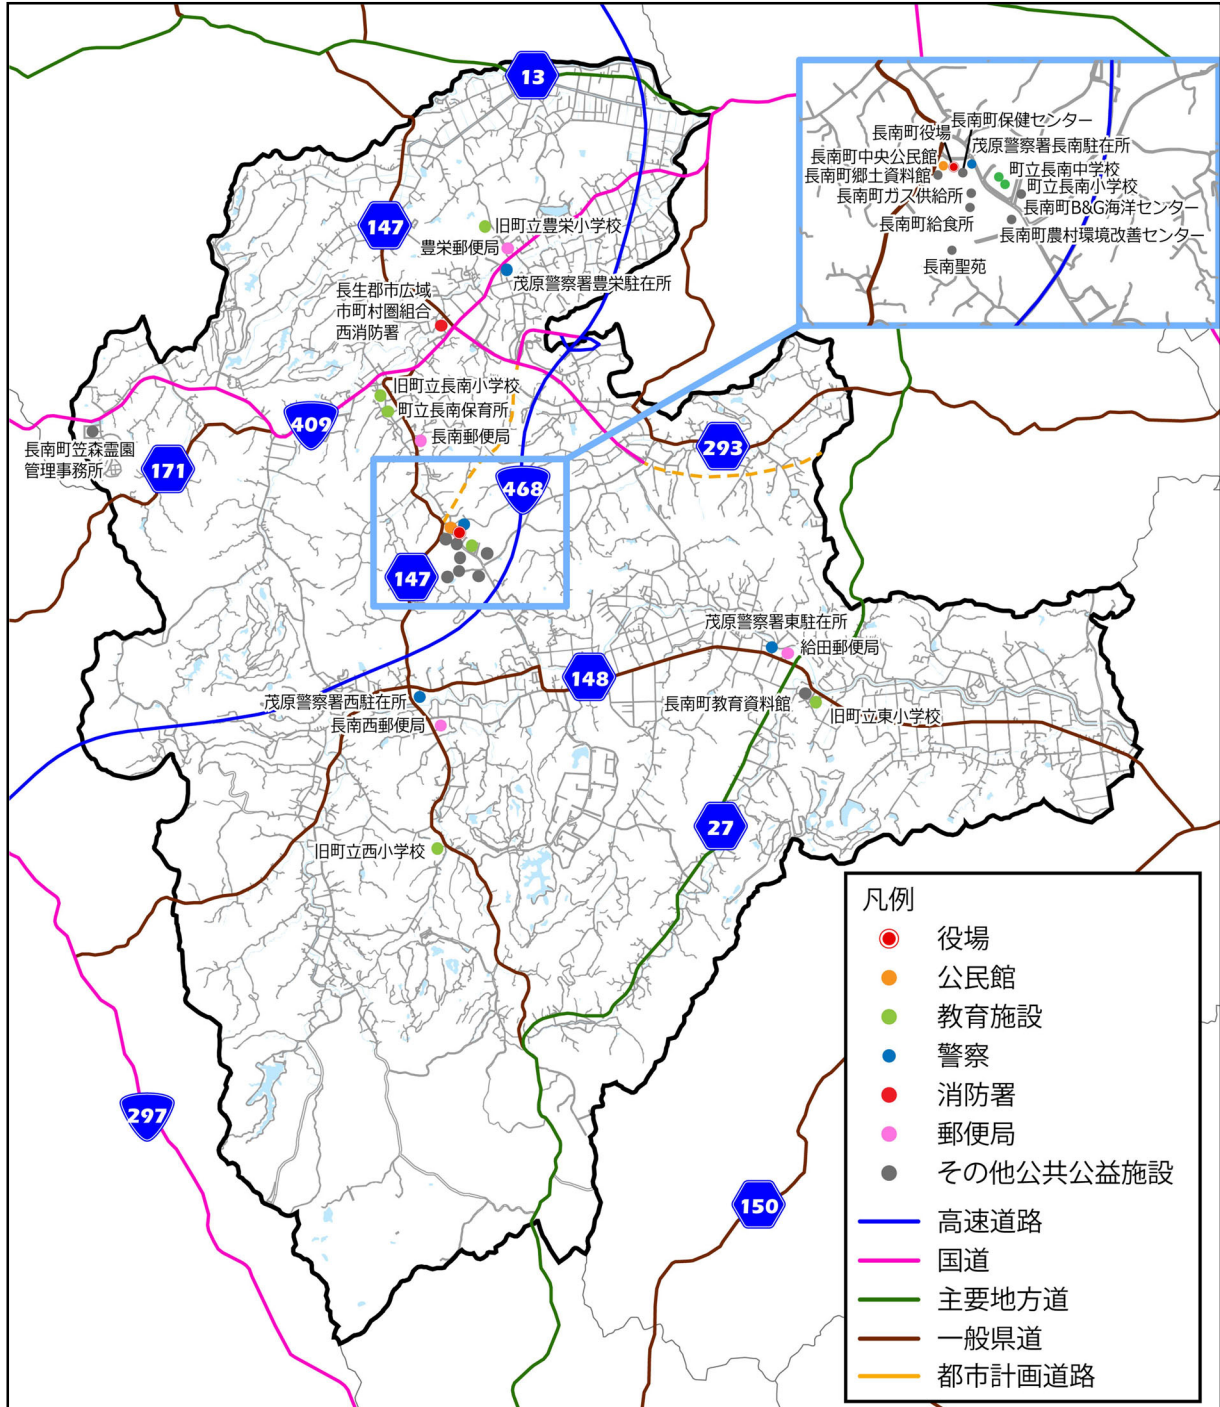 13
長南町保健センター
長南町役場
茂原警察署長南駐在所
長南町中央公民館
町立長南中学校
長南町郷土資料館
町立長南小学校
長南町ガス供給所
長南町B&G海洋センター
長南町給食所
長南町農村環境改善センター
長南聖苑
147
旧町立豊栄小学校
豊栄郵便局
茂原警察署豊栄駐在所
長生郡市広域
市町村圏組合
西消防署
旧町立長南小学校
町立長南保育所
409
長南郵便局
293
長南町笠森霊園
管理事務所
171
468
147
茂原警察署東駐在所
給田郵便局
148
茂原警察署西駐在所
長南町教育資料館
長南西郵便局
旧町立東小学校
27
旧町立西小学校
297
150
凡例
役場
公民館
教育施設
警察
消防署
郵便局
その他公共公益施設
高速道路
国道
主要地方道
一般県道
都市計画道路